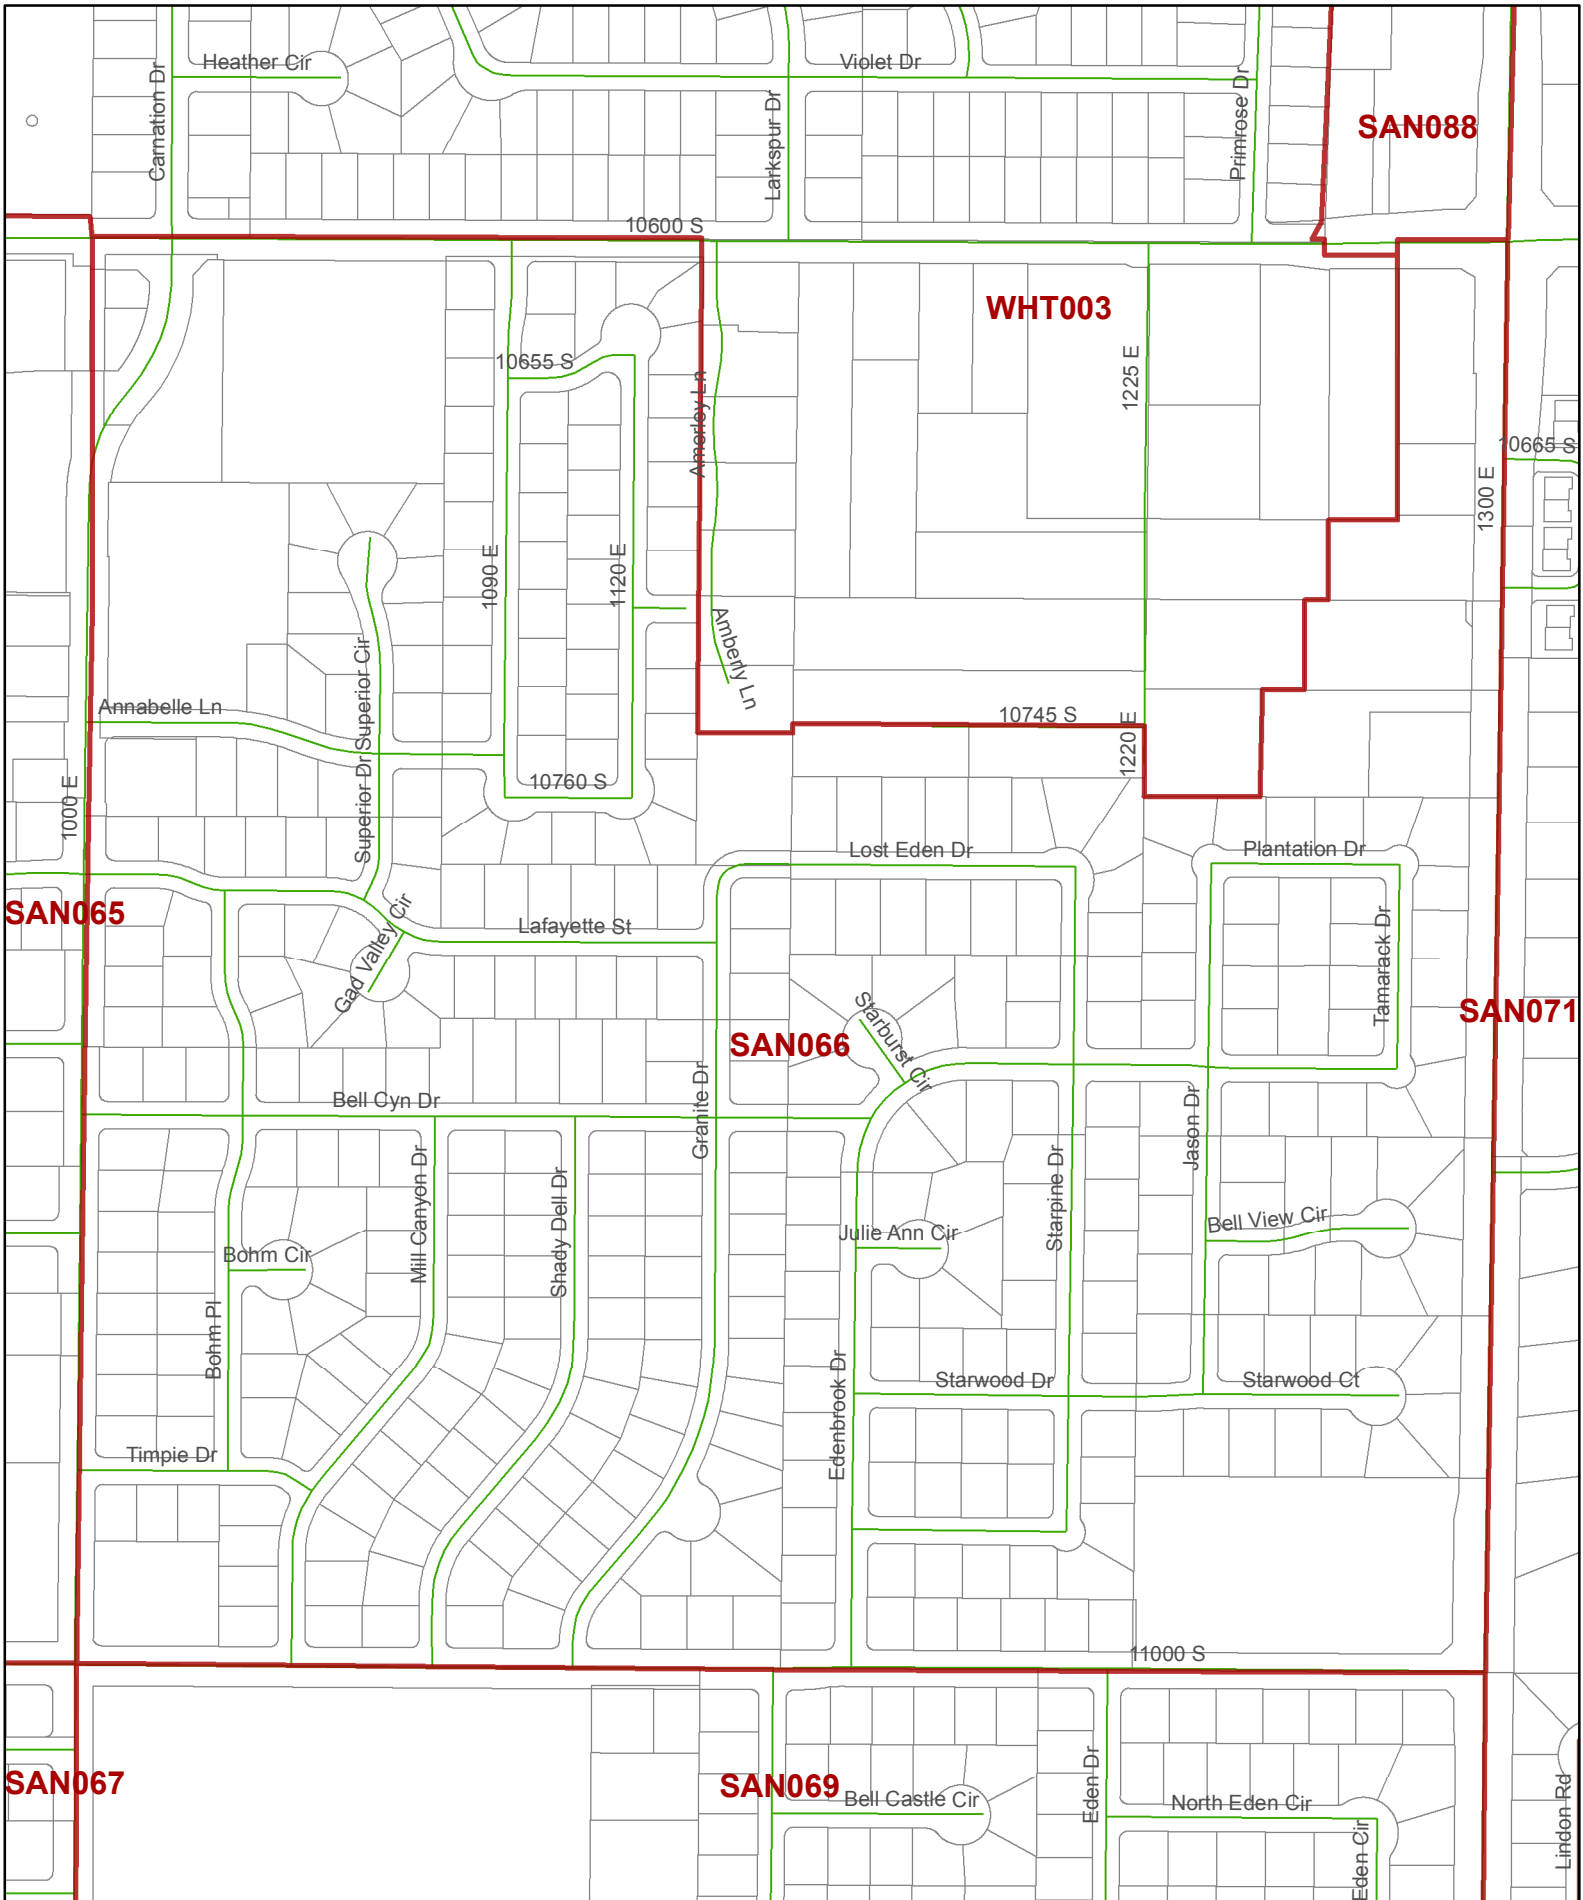 Heather Cir
Violet Dr
Carnation Dr
Larkspur Dr
Primrose Dr
SAN088
10600 S
WHT003
10655 S
1225 E
Amerley Ln
10665 S
1300 E
1090 E
1120 E
Amberly Ln
Superior Cir
Annabelle Ln
10745 S
1220 E
10760 S
1000 E
Superior Dr
Lost Eden Dr
Plantation Dr
SAN065
Lafayette St
Gad Valley Cir
Tamarack Dr
Starburst Cir
SAN071
SAN066
Bell Cyn Dr
Granite Dr
Jason Dr
Mill Canyon Dr
Shady Dell Dr
Starpine Dr
Bell View Cir
Julie Ann Cir
Bohm Cir
Bohm Pl
Edenbrook Dr
Starwood Dr
Starwood Ct
Timpie Dr
11000 S
SAN067
SAN069
Bell Castle Cir
Eden Dr
North Eden Cir
Eden Cir
Lindon Rd